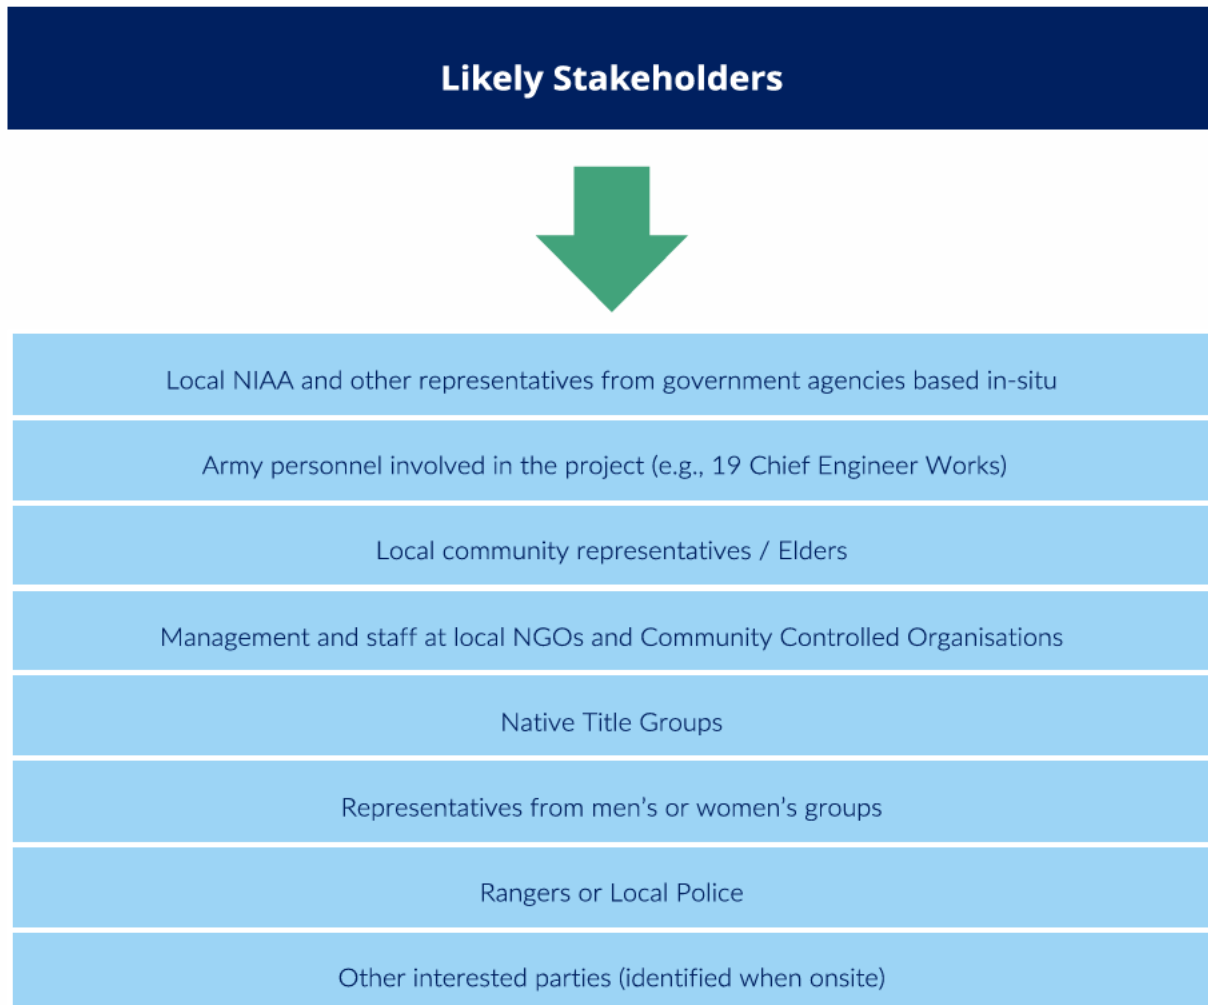 Likely Stakeholders
Local NIAA and other representatives from government agencies based in-situ
Army personnel involved in the project (e.g., 19 Chief Engineer Works)
Local community representatives / Elders
Management and staff at local NGOs and Community Controlled Organisations
Native Title Groups
Representatives from men’s or women’s groups
Rangers or Local Police
Other interested parties (identified when onsite)